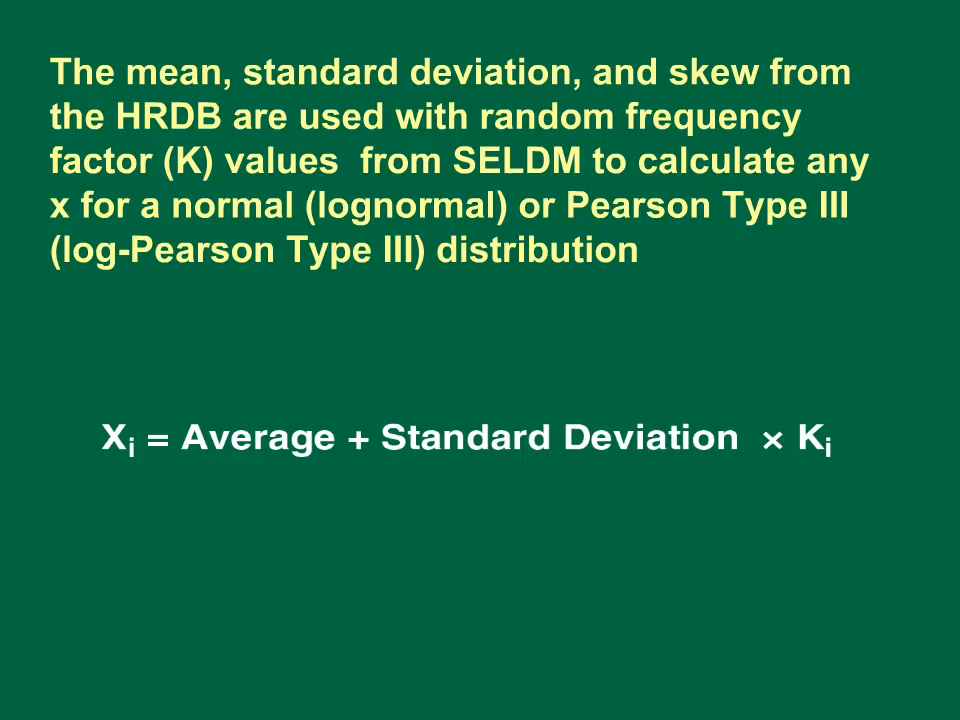 The mean, standard deviation, and skew from
the HRDB are used with random frequency
factor (K) values  from SELDM to calculate any
x for a normal (lognormal) or Pearson Type III
(log-Pearson Type III) distribution
Xi = Average + Standard Deviation  × Ki